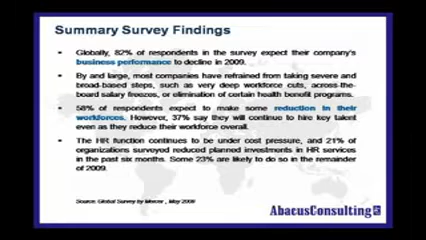 Summary Survey Findings
• Globally, 82% of respondents in the survey expect their company's
business performance to decline in 2009.
• By and large, most companies have refrained from taking severe and
broad-based steps, such as very deep workforce cuts, across-the-
board salary freezes, or elimination of certain health benefit programs.
• 58% of respondents expect to make some reduction in their
workforces. However, 37% say they will continue to hire key talent
even as they reduce their workforce overall.
• The HR function continues to be under cost pressure, and 21% of
organizations surveyed reduced planned investments in HR services
in the past six months. Some 23% are likely to do so in the remainder
of 2009.
Source: Global Survey by Mercer, May 2009
AbacusConsulting